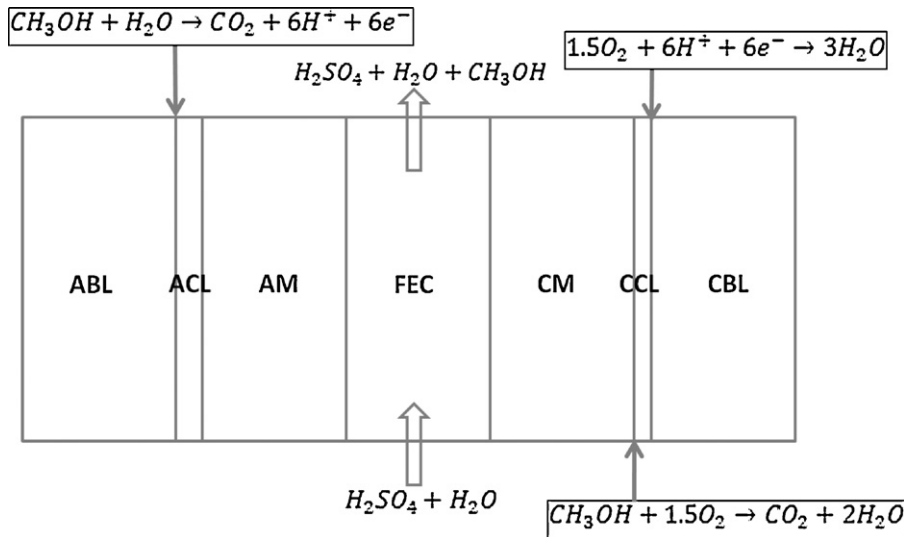 CH₃OH + H₂O → CO₂ + 6H⁺ + 6e⁻
1.5O₂ + 6H⁺ + 6e⁻ → 3H₂O
H₂SO₄ + H₂O + CH₃OH
ABL ACL AM FEC CM CCL CBL
H₂SO₄ + H₂O
CH₃OH + 1.5O₂ → CO₂ + 2H₂O